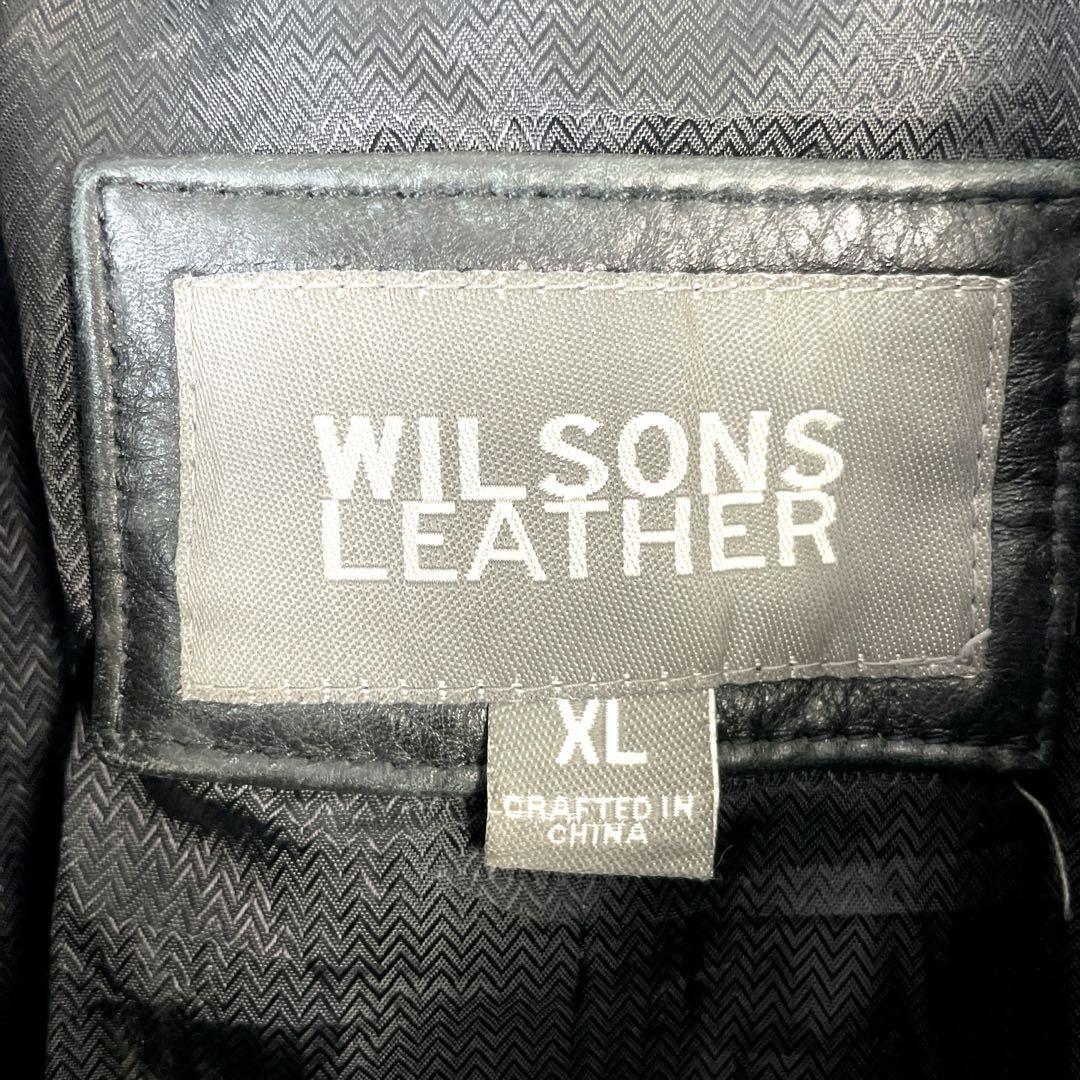 WILSONS
LEATHER
XL
CRAFTED IN
CHINA